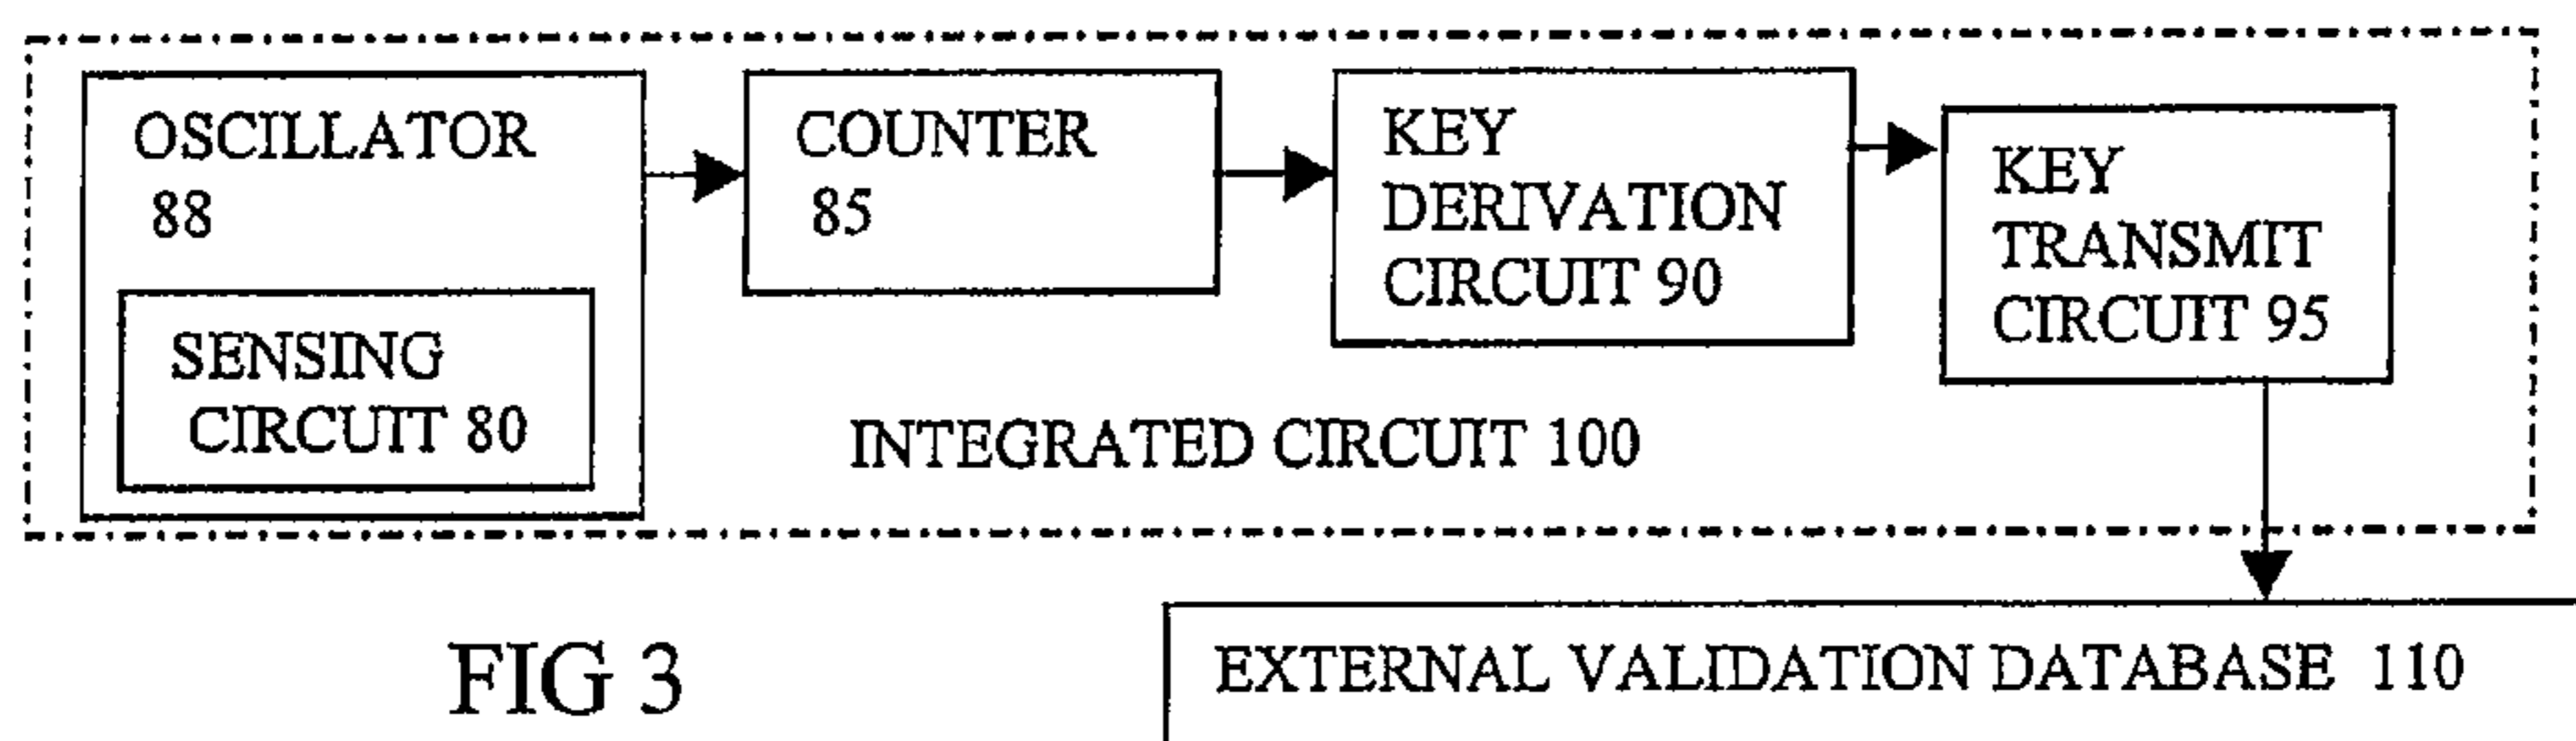 OSCILLATOR
88
SENSING
CIRCUIT 80
COUNTER
85
KEY
DERIVATION
CIRCUIT 90
KEY
TRANSMIT
CIRCUIT 95
INTEGRATED CIRCUIT 100
EXTERNAL VALIDATION DATABASE 110
FIG 3